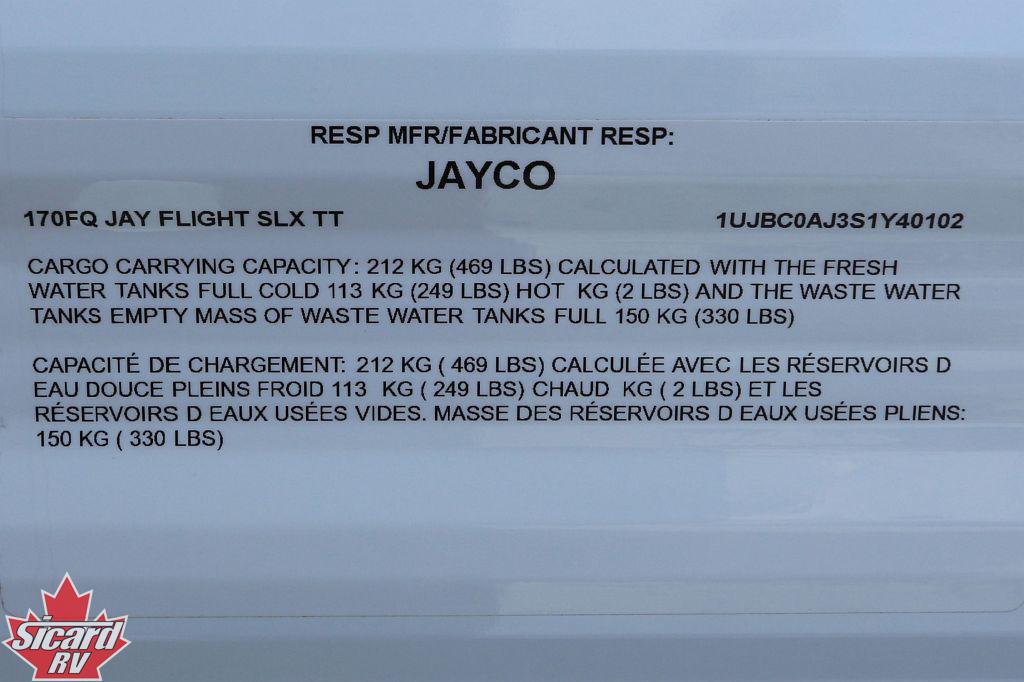 RESP MFR/FABRICANT RESP:
JAYCO
170FQ JAY FLIGHT SLX TT 1UJBC0AJ3S1Y40102
CARGO CARRYING CAPACITY: 212 KG (469 LBS) CALCULATED WITH THE FRESH
WATER TANKS FULL COLD 113 KG (249 LBS) HOT KG (2 LBS) AND THE WASTE WATER
TANKS EMPTY MASS OF WASTE WATER TANKS FULL 150 KG (330 LBS)
CAPACITÉ DE CHARGEMENT: 212 KG ( 469 LBS) CALCULÉE AVEC LES RÉSERVOIRS D
EAU DOUCE PLEINS FROID 113 KG ( 249 LBS) CHAUD KG ( 2 LBS) ET LES
RÉSERVOIRS D EAUX USÉES VIDES. MASSE DES RÉSERVOIRS D EAUX USÉES PLIENS:
150 KG ( 330 LBS)
Sicard
RV